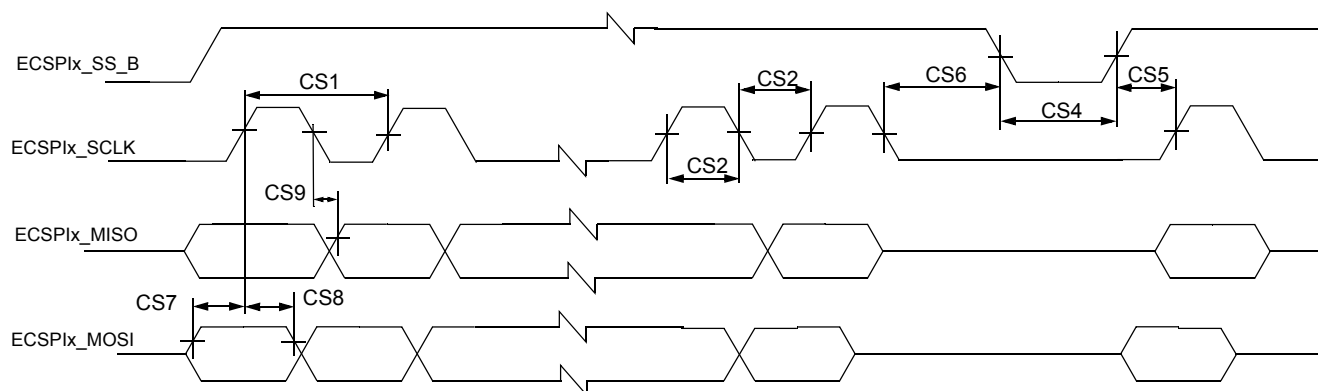 ECSPIx_SS_B
CS1
CS2
CS6
CS5
CS4
ECSPIx_SCLK
CS2
CS9
ECSPIx_MISO
CS7
CS8
ECSPIx_MOSI